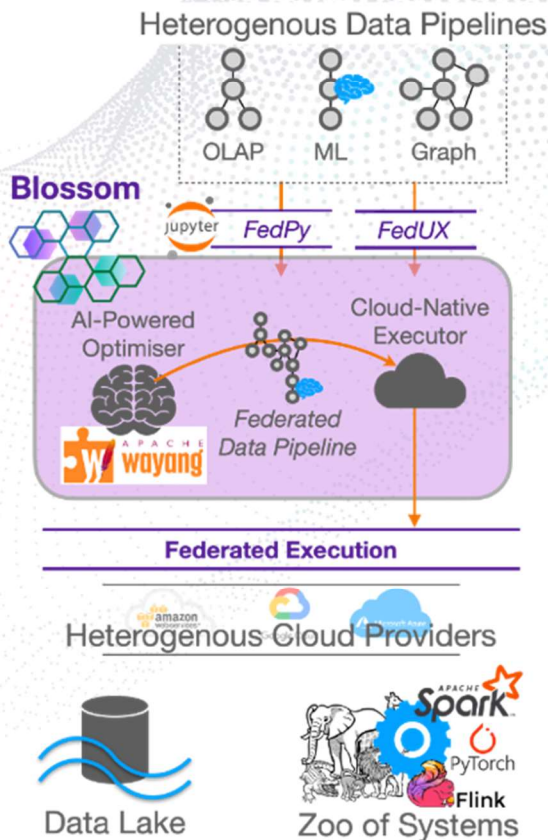 Heterogenous Data Pipelines
OLAP
ML
Graph
Blossom
jupyter
FedPy
FedUX
AI-Powered
Optimiser
Cloud-Native
Executor
Federated
Data Pipeline
APACHE
wayang
Federated Execution
amazon
webservices
Heterogenous Cloud Providers
APACHE
Spark
PyTorch
Flink
Data Lake
Zoo of Systems